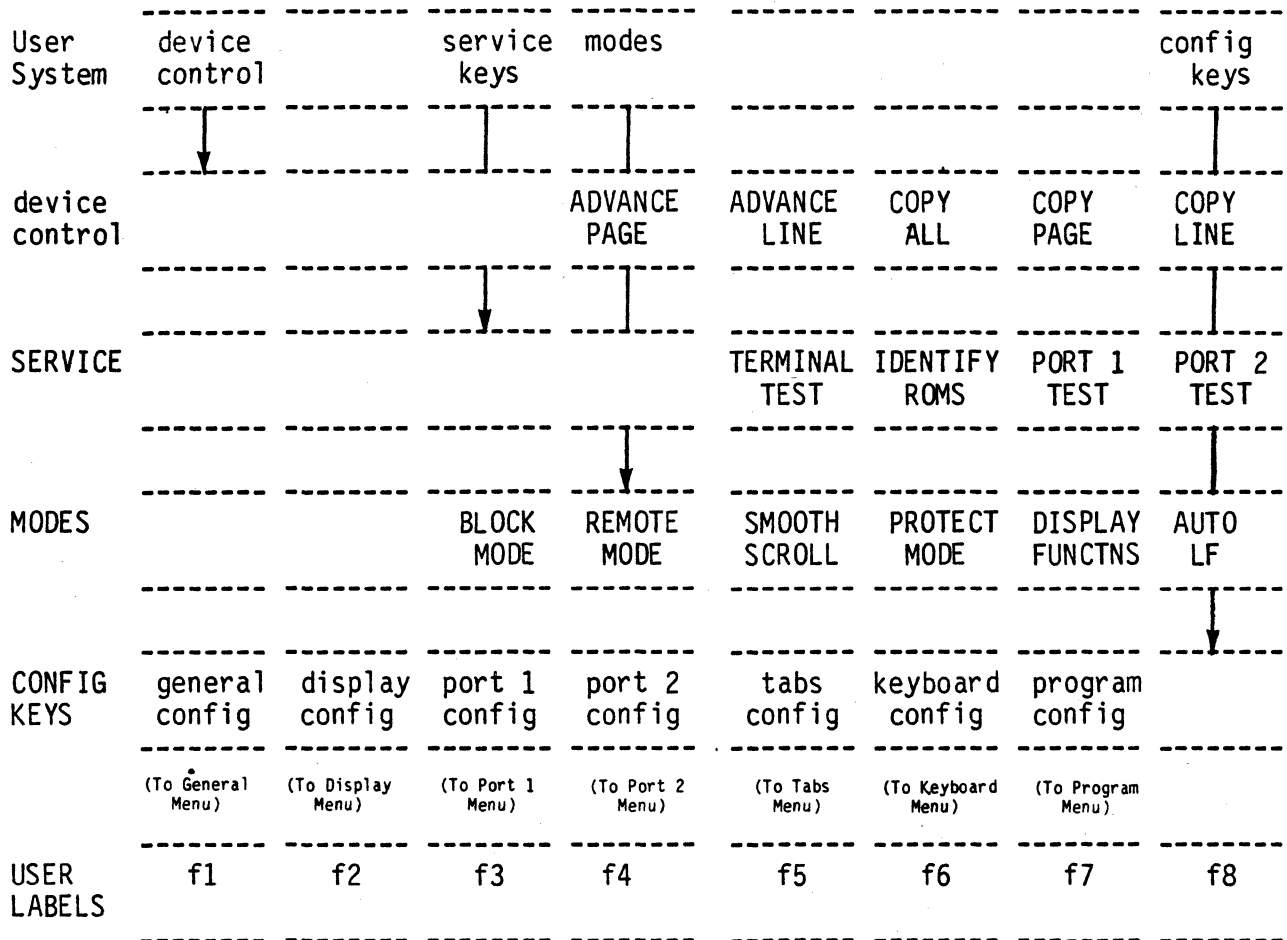 User device service modes config
System control keys keys
device ADVANCE ADVANCE COPY COPY COPY
control PAGE LINE ALL PAGE LINE
SERVICE TERMINAL IDENTIFY PORT 1 PORT 2
TEST ROMS TEST TEST
MODES BLOCK REMOTE SMOOTH PROTECT DISPLAY AUTO
MODE MODE SCROLL MODE FUNCTNS LF
CONFIG general display port 1 port 2 tabs keyboard program
KEYS config config config config config config config
(To General (To Display (To Port 1 (To Port 2 (To Tabs (To Keyboard (To Program
Menu) Menu) Menu) Menu) Menu) Menu) Menu)
USER f1 f2 f3 f4 f5 f6 f7 f8
LABELS